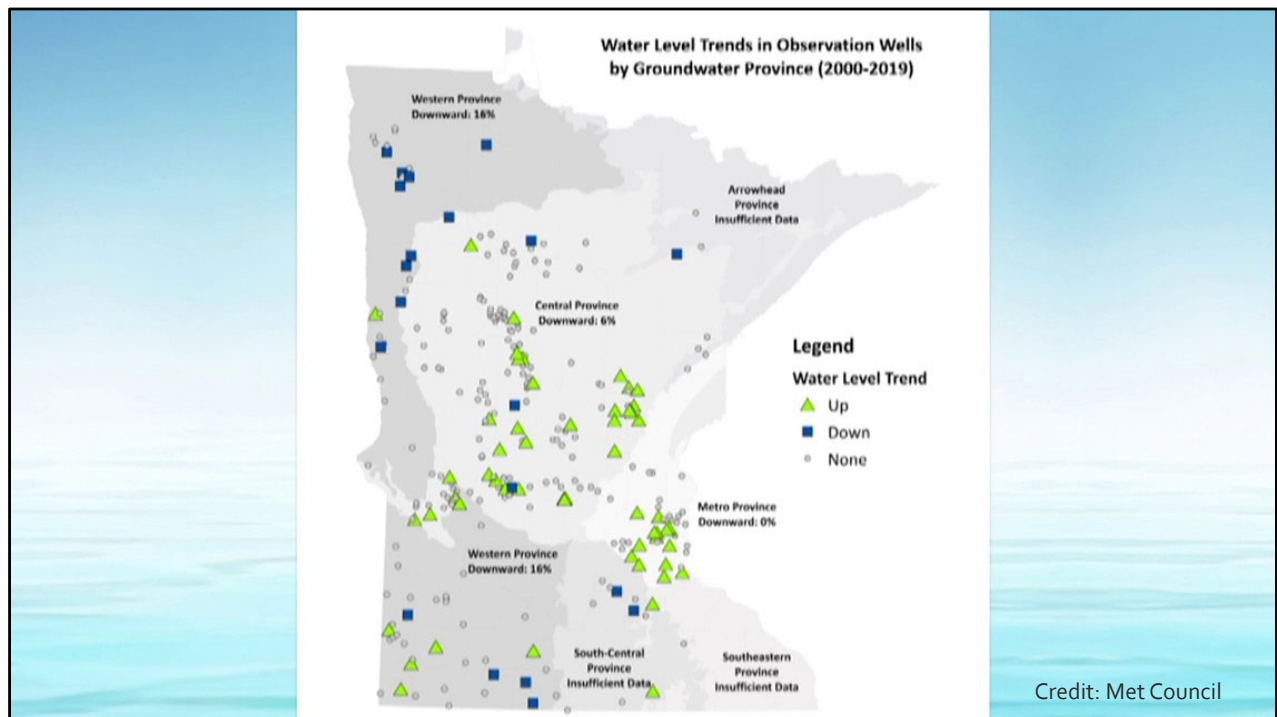 Water Level Trends in Observation Wells
by Groundwater Province (2000-2019)
Western Province
Downward: 16%
Arrowhead
Province
Insufficient Data
Central Province
Downward: 6%
Legend
Water Level Trend
Up
Down
None
Metro Province
Downward: 0%
Western Province
Downward: 16%
South-Central
Province
Insufficient Data
Southeastern
Province
Insufficient Data
Credit: Met Council